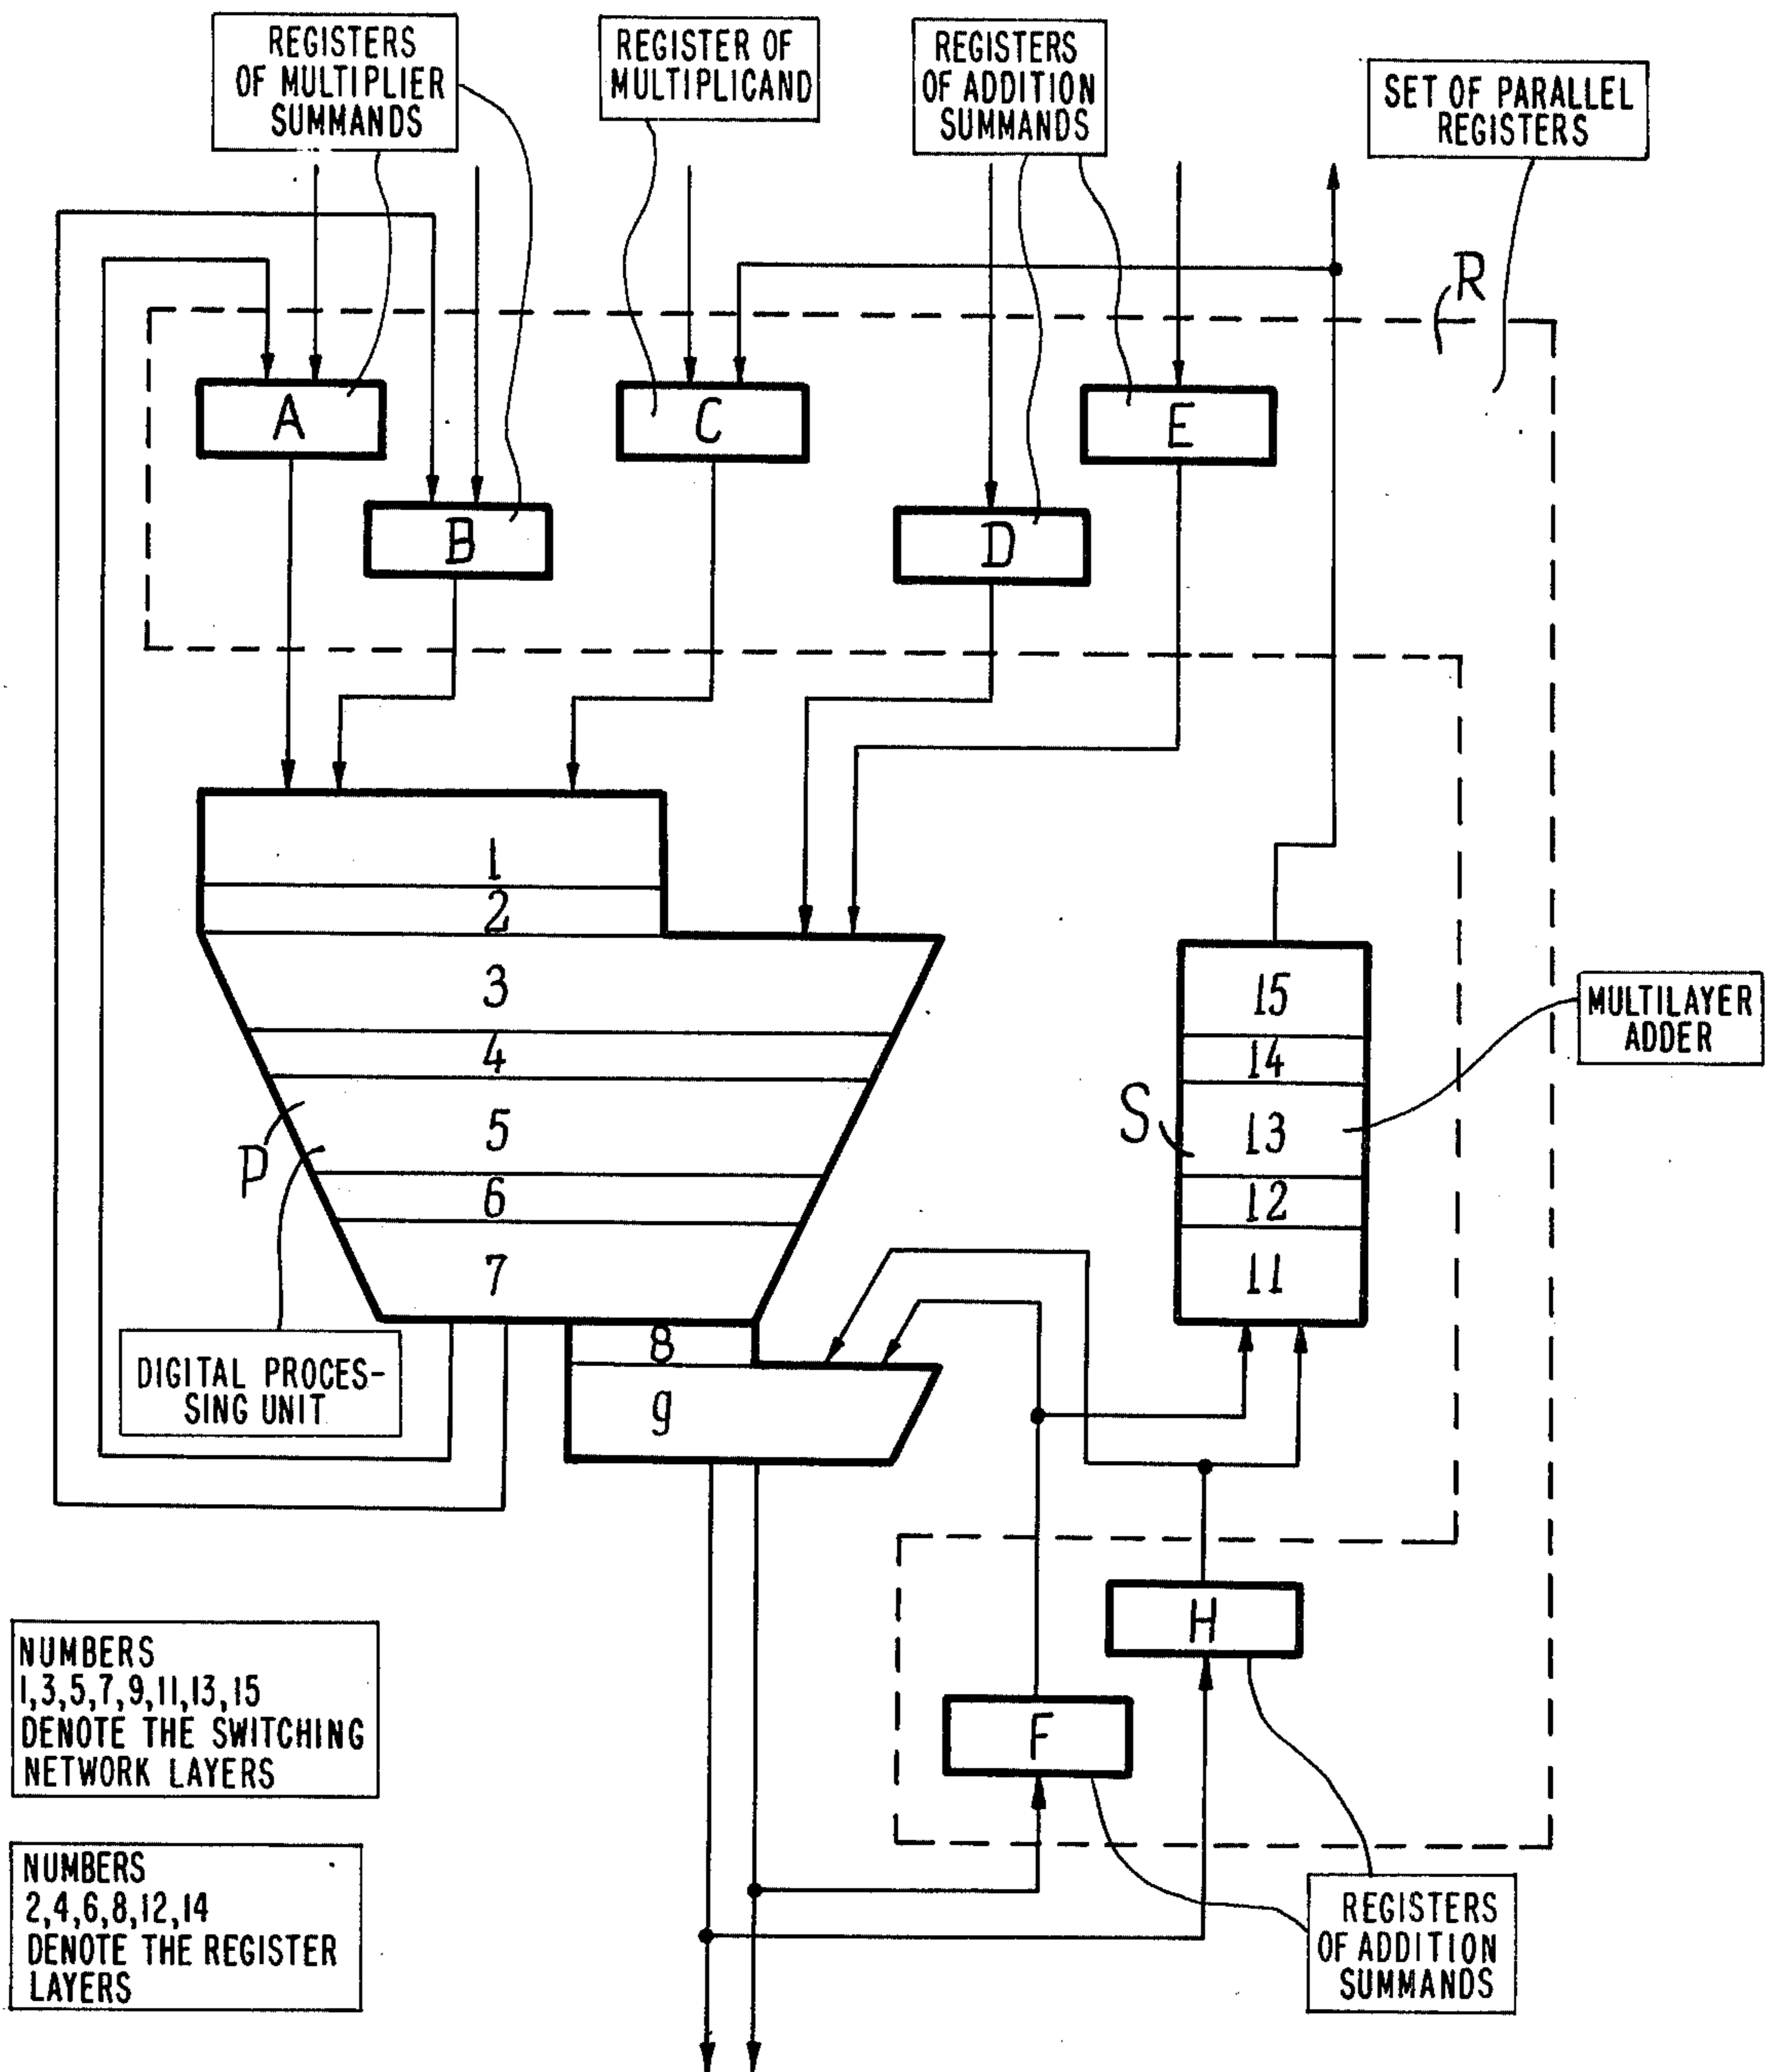 REGISTERS
OF MULTIPLIER
SUMMANDS
REGISTER OF
MULTIPLICAND
REGISTERS
OF ADDITION
SUMMANDS
SET OF PARALLEL
REGISTERS
R
A
C
E
B
D
1
2
3
4
5
6
7
8
9
P
DIGITAL PROCES-
SING UNIT
15
14
13
12
11
S
MULTILAYER
ADDER
H
F
NUMBERS
1,3,5,7,9,11,13,15
DENOTE THE SWITCHING
NETWORK LAYERS
NUMBERS
2,4,6,8,12,14
DENOTE THE REGISTER
LAYERS
REGISTERS
OF ADDITION
SUMMANDS